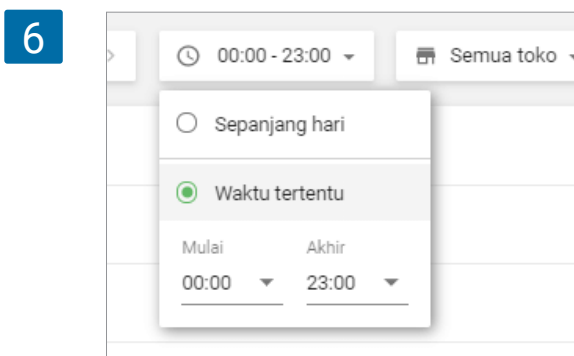 6
00:00 - 23:00
Semua toko
Sepanjang hari
Waktu tertentu
Mulai Akhir
00:00 23:00